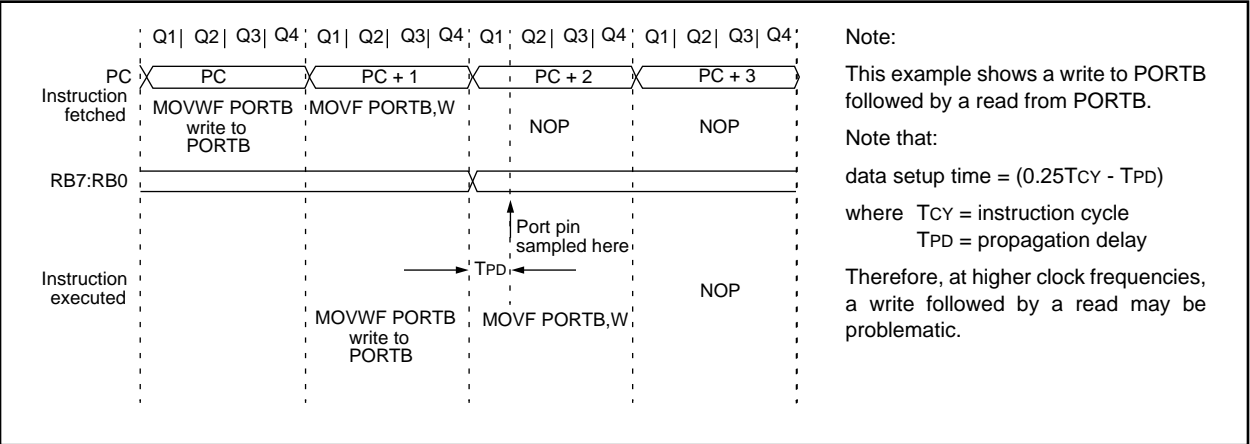 Q1| Q2| Q3| Q4 Q1| Q2| Q3| Q4 Q1 Q2| Q3| Q4 Q1| Q2| Q3| Q4
PC PC PC + 1 PC + 2 PC + 3
Instruction
fetched
MOVWF PORTB
write to
PORTB
MOVF PORTB,W
NOP
NOP
RB7:RB0
Port pin
sampled here
TPD
Instruction
executed
MOVWF PORTB
write to
PORTB
MOVF PORTB,W
NOP
Note:
This example shows a write to PORTB
followed by a read from PORTB.
Note that:
data setup time = (0.25TCY - TPD)
where TCY = instruction cycle
TPD = propagation delay
Therefore, at higher clock frequencies,
a write followed by a read may be
problematic.